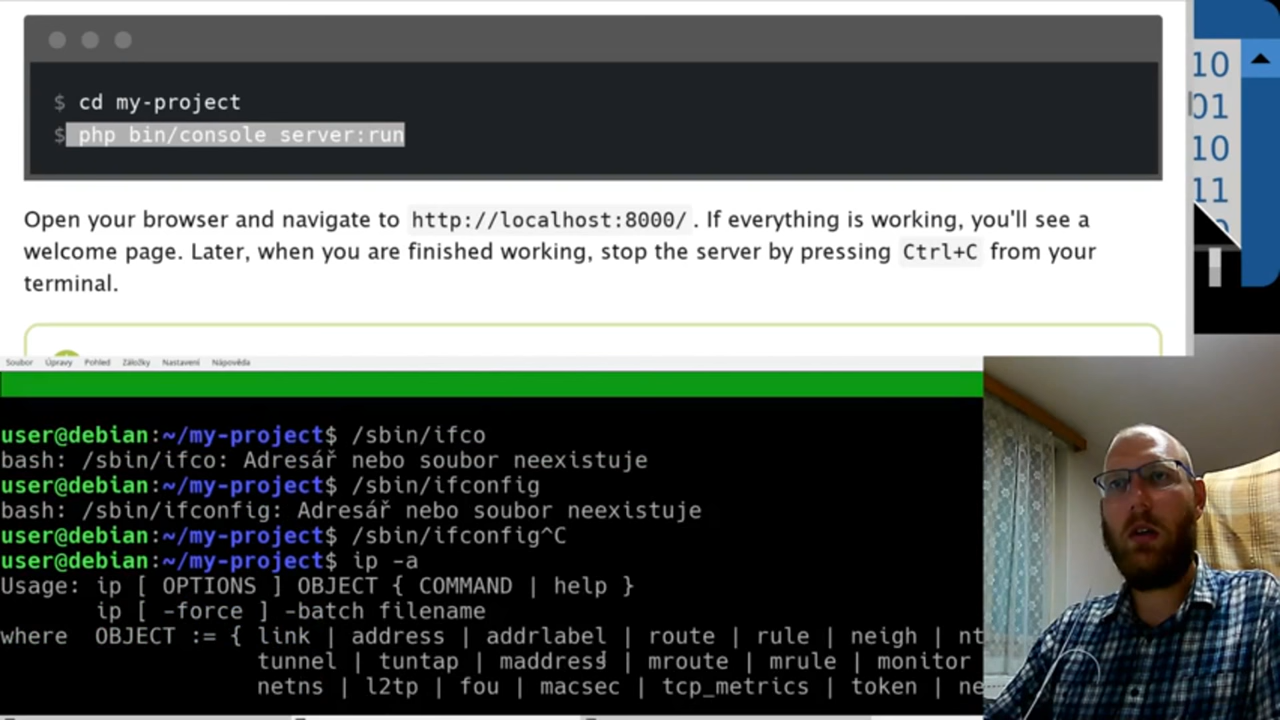 $ cd my-project
$ php bin/console server:run
10
01
10
11
Open your browser and navigate to http://localhost:8000/. If everything is working, you'll see a
welcome page. Later, when you are finished working, stop the server by pressing Ctrl+C from your
terminal.
Soubor Úpravy Pohled Záložky Nastavení Nápověda
user@debian:~/my-project$ /sbin/ifco
bash: /sbin/ifco: Adresář nebo soubor neexistuje
user@debian:~/my-project$ /sbin/ifconfig
bash: /sbin/ifconfig: Adresář nebo soubor neexistuje
user@debian:~/my-project$ /sbin/ifconfig^C
user@debian:~/my-project$ ip -a
Usage: ip [ OPTIONS ] OBJECT { COMMAND | help }
ip [ -force ] -batch filename
where OBJECT := { link | address | addrlabel | route | rule | neigh | nt
tunnel | tuntap | maddress | mroute | mrule | monitor
netns | l2tp | fou | macsec | tcp_metrics | token | ne